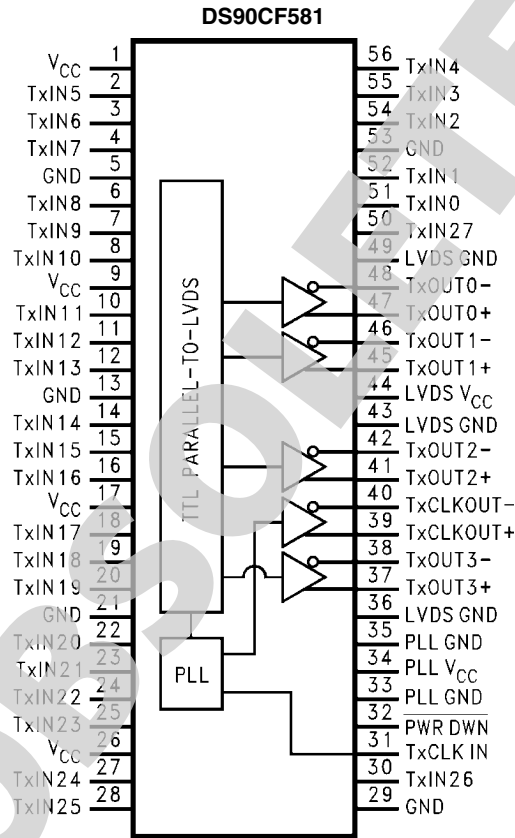 DS90CF581
1 VCC
2 TxIN5
3 TxIN6
4 TxIN7
5 GND
6 TxIN8
7 TxIN9
8 TxIN10
9 VCC
10 TxIN11
11 TxIN12
12 TxIN13
13 GND
14 TxIN14
15 TxIN15
16 TxIN16
17 VCC
18 TxIN17
19 TxIN18
20 TxIN19
21 GND
22 TxIN20
23 TxIN21
24 TxIN22
25 TxIN23
26 VCC
27 TxIN24
28 TxIN25
TTL PARALLEL-TO-LVDS
PLL
56 TxIN4
55 TxIN3
54 TxIN2
53 GND
52 TxIN1
51 TxIN0
50 TxIN27
49 LVDS GND
48 TxOUT0-
47 TxOUT0+
46 TxOUT1-
45 TxOUT1+
44 LVDS VCC
43 LVDS GND
42 TxOUT2-
41 TxOUT2+
40 TxCLKOUT-
39 TxCLKOUT+
38 TxOUT3-
37 TxOUT3+
36 LVDS GND
35 PLL GND
34 PLL VCC
33 PLL GND
32 PWR DWN
31 TxCLK IN
30 TxIN26
29 GND
OBSOLETE